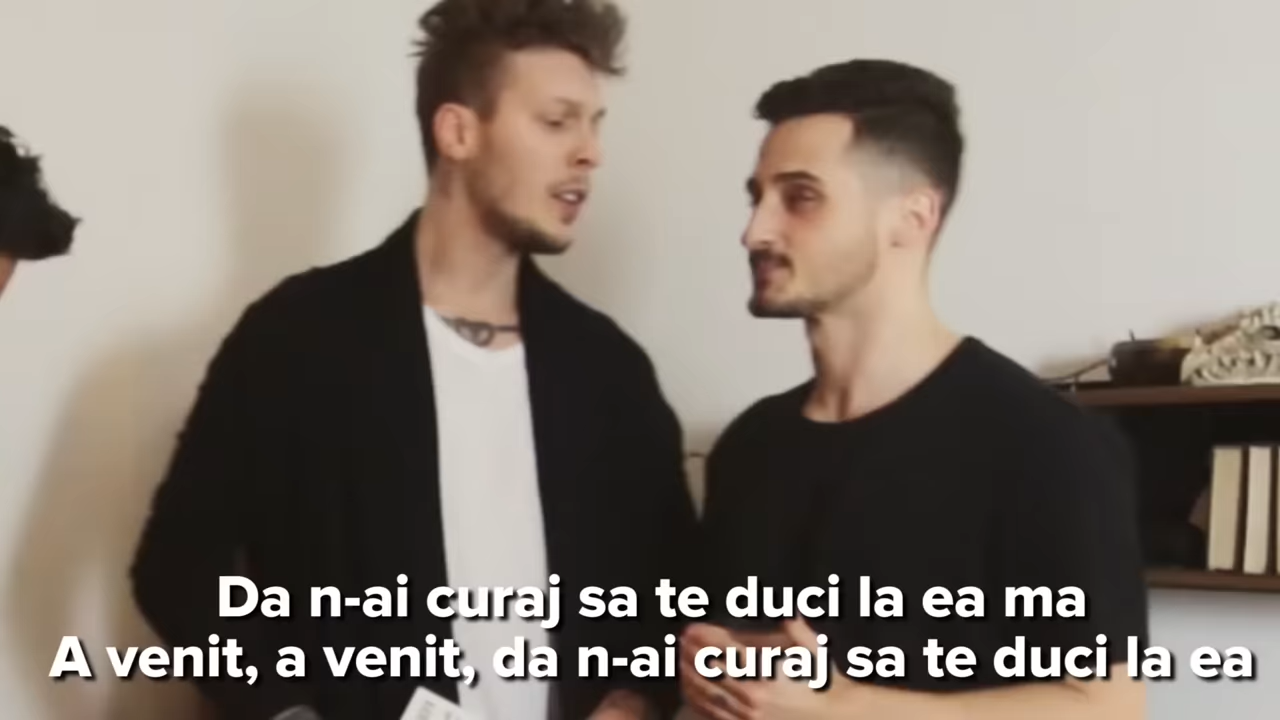 Da n-ai curaj sa te duci la ea ma
A venit, a venit, da n-ai curaj sa te duci la ea